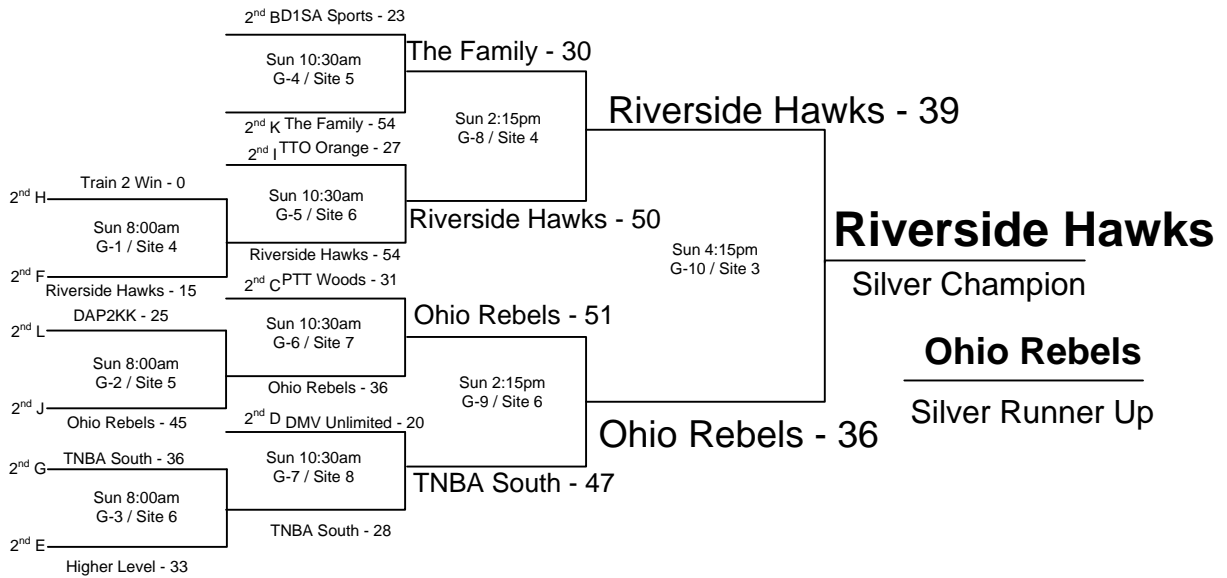 2nd B D1SA Sports - 23
Sun 10:30am
G-4 / Site 5
2nd K The Family - 54
The Family - 30
2nd I TTO Orange - 27
Sun 10:30am
G-5 / Site 6
Riverside Hawks - 54
Riverside Hawks - 50
Sun 2:15pm
G-8 / Site 4
Riverside Hawks - 39
Train 2 Win - 0
2nd H
Sun 8:00am
G-1 / Site 4
2nd F
Riverside Hawks - 15
2nd C PTT Woods - 31
Sun 10:30am
G-6 / Site 7
Ohio Rebels - 36
Ohio Rebels - 51
DAP2KK - 25
2nd L
Sun 8:00am
G-2 / Site 5
2nd J
Ohio Rebels - 45
2nd D DMV Unlimited - 20
Sun 10:30am
G-7 / Site 8
TNBA South - 28
TNBA South - 47
Sun 2:15pm
G-9 / Site 6
Ohio Rebels - 36
TNBA South - 36
2nd G
Sun 8:00am
G-3 / Site 6
2nd E
Higher Level - 33
Sun 4:15pm
G-10 / Site 3
Riverside Hawks
Silver Champion
Ohio Rebels
Silver Runner Up